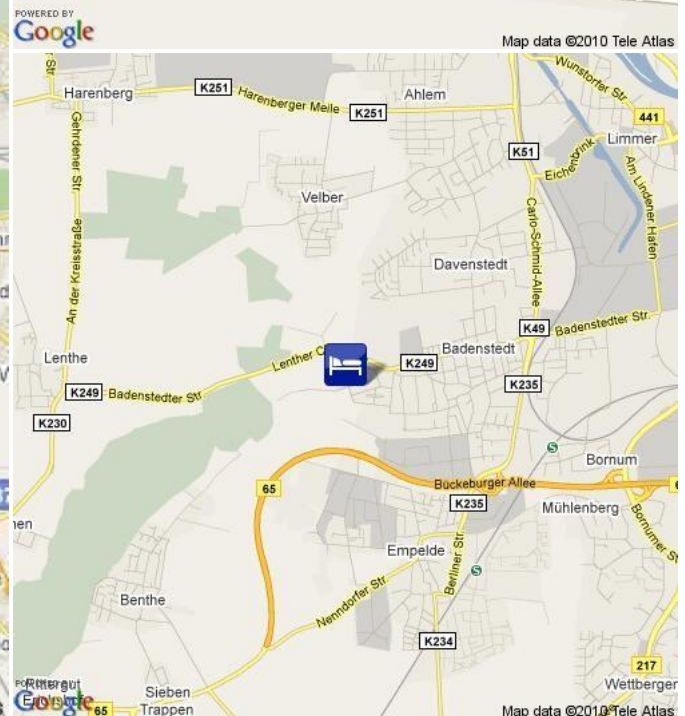 POWERED BY
Google
Map data ©2010 Tele Atlas
Wunstorfer Str
Harenberg
K251
Harenberger Meile
K251
Ahlem
441
Limmer
K51
Eichenbrink
Gehrdener Str.
Am Lindener Hafen
Velber
Carlo-Schmid-Allee
An der Kreisstraße
Davenstedt
K49
Badenstedter Str.
Badenstedt
Lenther
K249
Lenthe
K249
Badenstedter Str
K235
K230
Bornum
65
Bückeburger Allee
K235
Mühlenberg
Bornumer
Empelde
Berliner Str
Benthe
Nenndorfer Str
K234
217
Wettbergen
Sieben
Trappen
65
Google
Map data ©2010 Tele Atlas